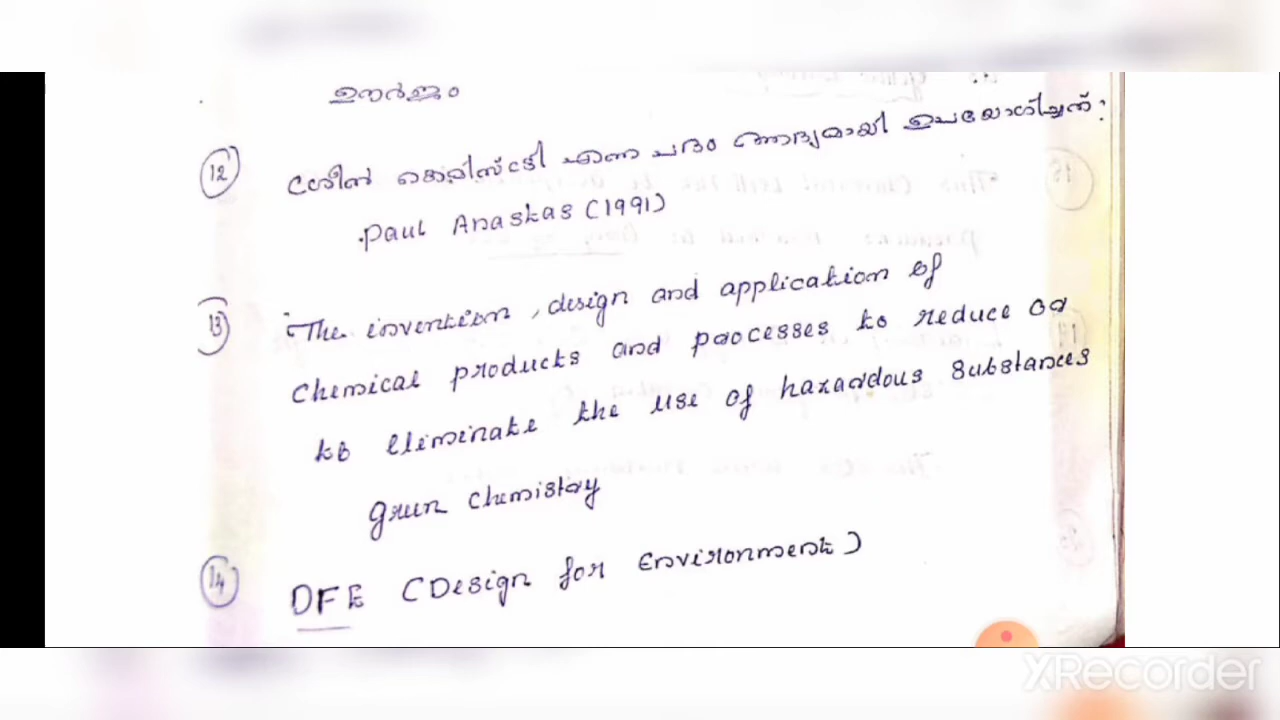 ഊർജ്ജം
12 ഗ്രീൻ കെമിസ്ട്രി എന്ന പദം ആദ്യമായി ഉപയോഗിച്ചത് :
.Paul Anaskas (1991)
13 "The invention, design and application of
Chemical products and processes to reduce or
to eliminate the use of hazardous substances
green chemistry
14 DFE (Design for Environment)
XRecorder